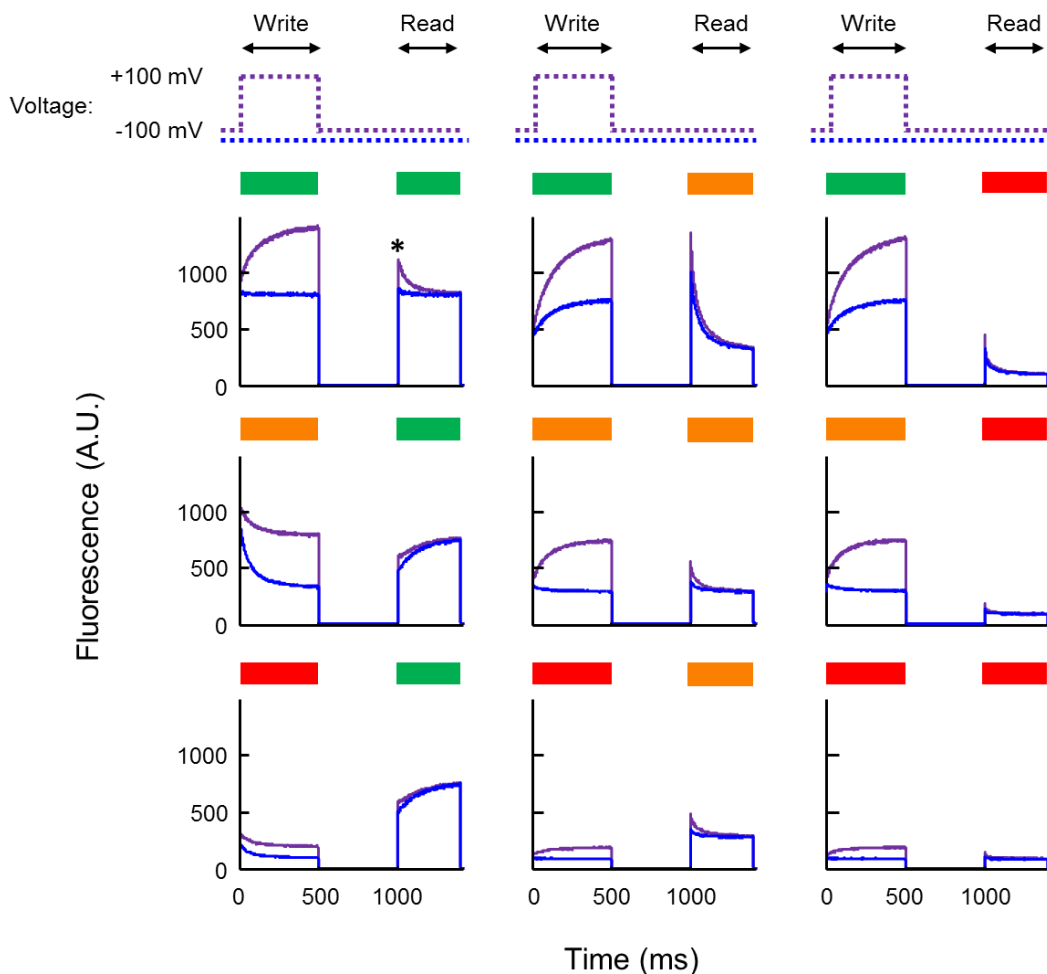 Write Read Write Read Write Read
+100 mV
Voltage:
-100 mV
*
1000
500
0
1000
500
0
1000
500
0
0 500 1000 0 500 1000 0 500 1000
Fluorescence (A.U.)
Time (ms)